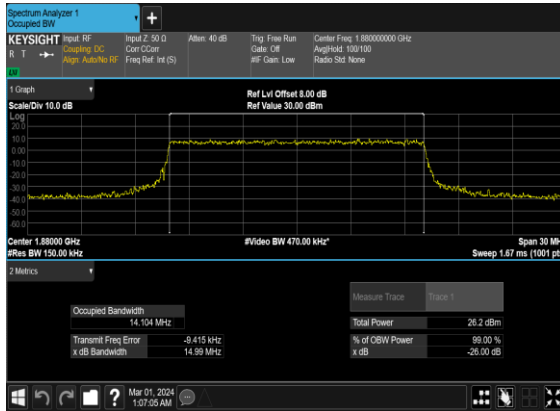 Spectrum Analyzer 1
Occupied BW
+
KEYSIGHT Input: RF Input Z: 50 Ω Atten: 40 dB Trig: Free Run Center Freq: 1.880000000 GHz
R T Coupling: DC Corr CCorr Gate: Off Avg|Hold: 100/100
Align: Auto/No RF Freq Ref: Int (S) #IF Gain: Low Radio Std: None
LNI
1 Graph
Ref Lvl Offset 8.00 dB
Scale/Div 10.0 dB Ref Value 30.00 dBm
Log
20.0
10.0
0.00
-10.0
-20.0
-30.0
-40.0
-50.0
-60.0
Center 1.88000 GHz #Video BW 470.00 kHz* Span 30 MH
#Res BW 150.00 kHz Sweep 1.67 ms (1001 pt
2 Metrics
Measure Trace Trace 1
Occupied Bandwidth
14.104 MHz Total Power 26.2 dBm
Transmit Freq Error -9.415 kHz % of OBW Power 99.00 %
x dB Bandwidth 14.99 MHz x dB -26.00 dB
? Mar 01, 2024
1:07:05 AM